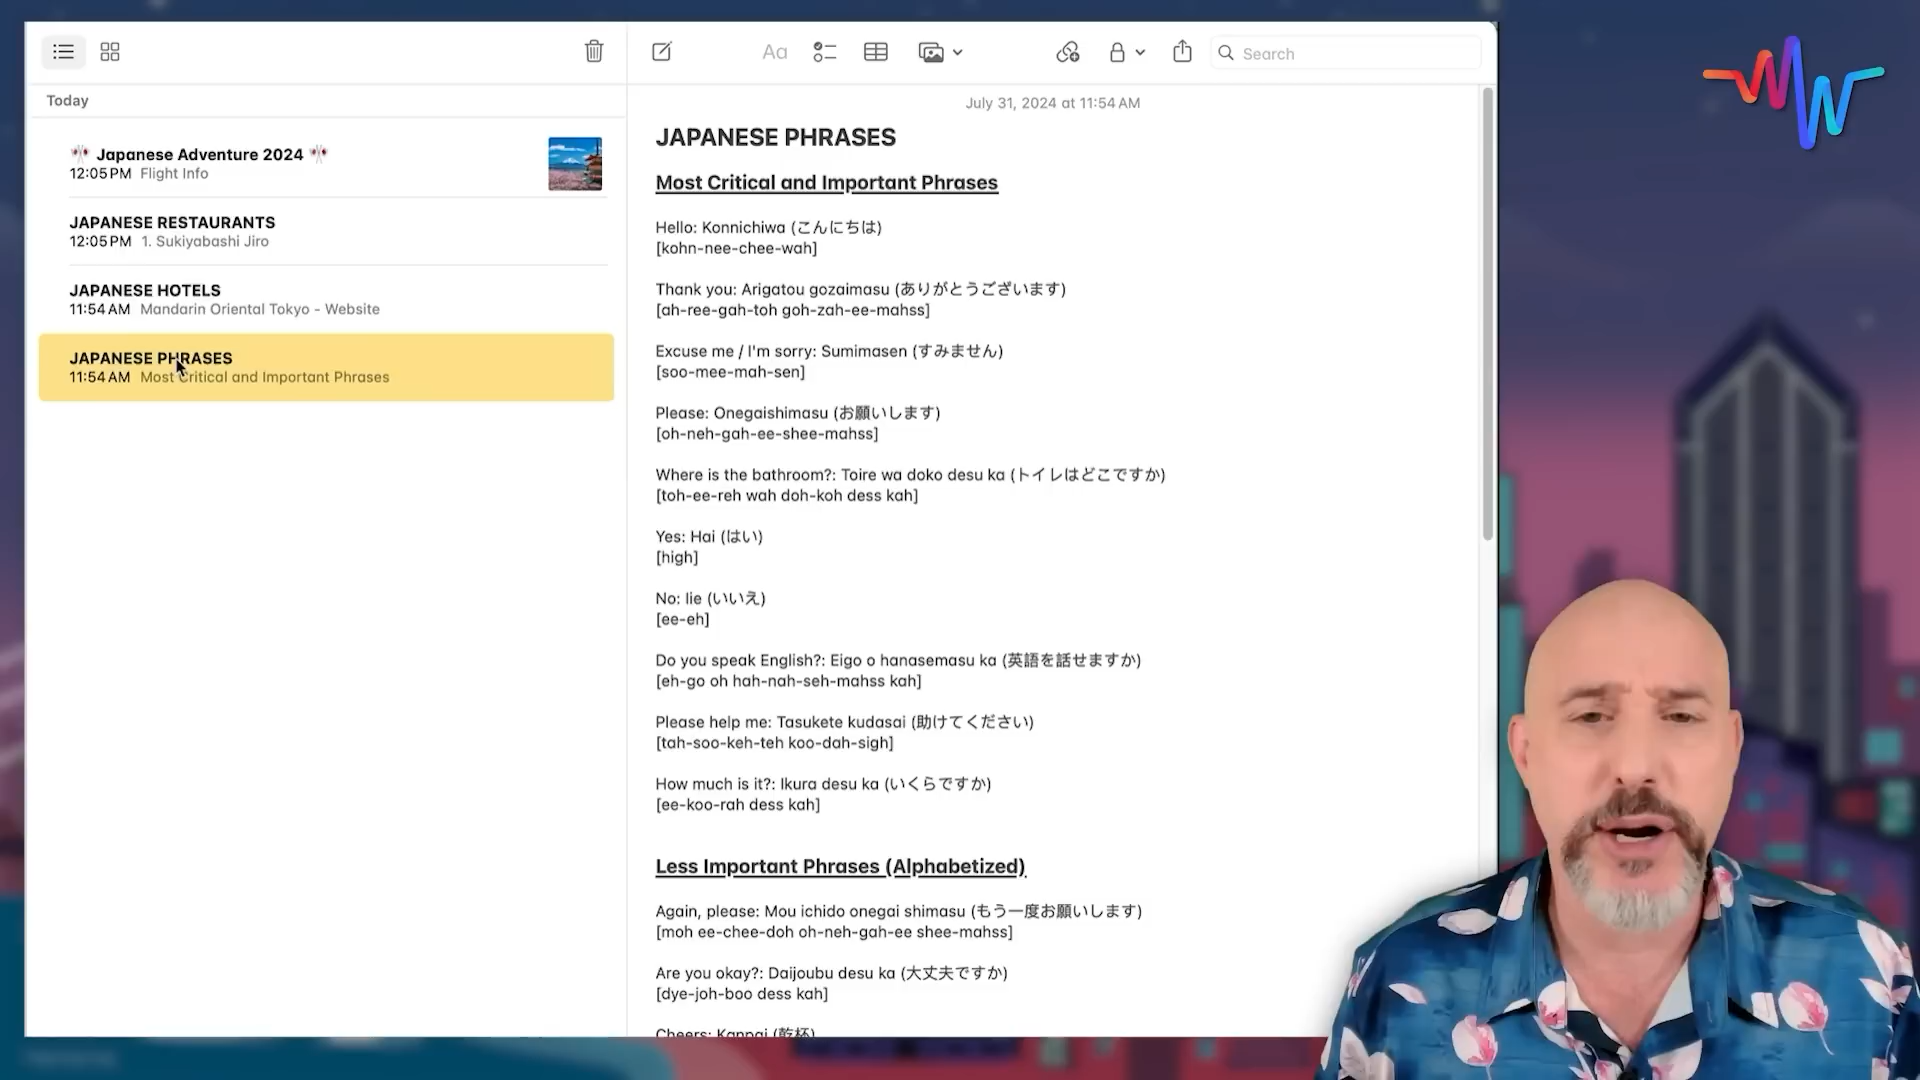 Today
Japanese Adventure 2024
12:05 PM Flight Info
JAPANESE RESTAURANTS
12:05 PM 1. Sukiyabashi Jiro
JAPANESE HOTELS
11:54 AM Mandarin Oriental Tokyo - Website
JAPANESE PHRASES
11:54 AM Most Critical and Important Phrases
Aa
Search
July 31, 2024 at 11:54 AM
JAPANESE PHRASES
Most Critical and Important Phrases
Hello: Konnichiwa (こんにちは)
[kohn-nee-chee-wah]
Thank you: Arigatou gozaimasu (ありがとうございます)
[ah-ree-gah-toh goh-zah-ee-mahss]
Excuse me / I'm sorry: Sumimasen (すみません)
[soo-mee-mah-sen]
Please: Onegaishimasu (お願いします)
[oh-neh-gah-ee-shee-mahss]
Where is the bathroom?: Toire wa doko desu ka (トイレはどこですか)
[toh-ee-reh wah doh-koh dess kah]
Yes: Hai (はい)
[high]
No: Iie (いいえ)
[ee-eh]
Do you speak English?: Eigo o hanasemasu ka (英語を話せますか)
[eh-go oh hah-nah-seh-mahss kah]
Please help me: Tasukete kudasai (助けてください)
[tah-soo-keh-teh koo-dah-sigh]
How much is it?: Ikura desu ka (いくらですか)
[ee-koo-rah dess kah]
Less Important Phrases (Alphabetized)
Again, please: Mou ichido onegai shimasu (もう一度お願いします)
[moh ee-chee-doh oh-neh-gah-ee shee-mahss]
Are you okay?: Daijoubu desu ka (大丈夫ですか)
[dye-joh-boo dess kah]
Cheers: Kanpai (乾杯)
MW